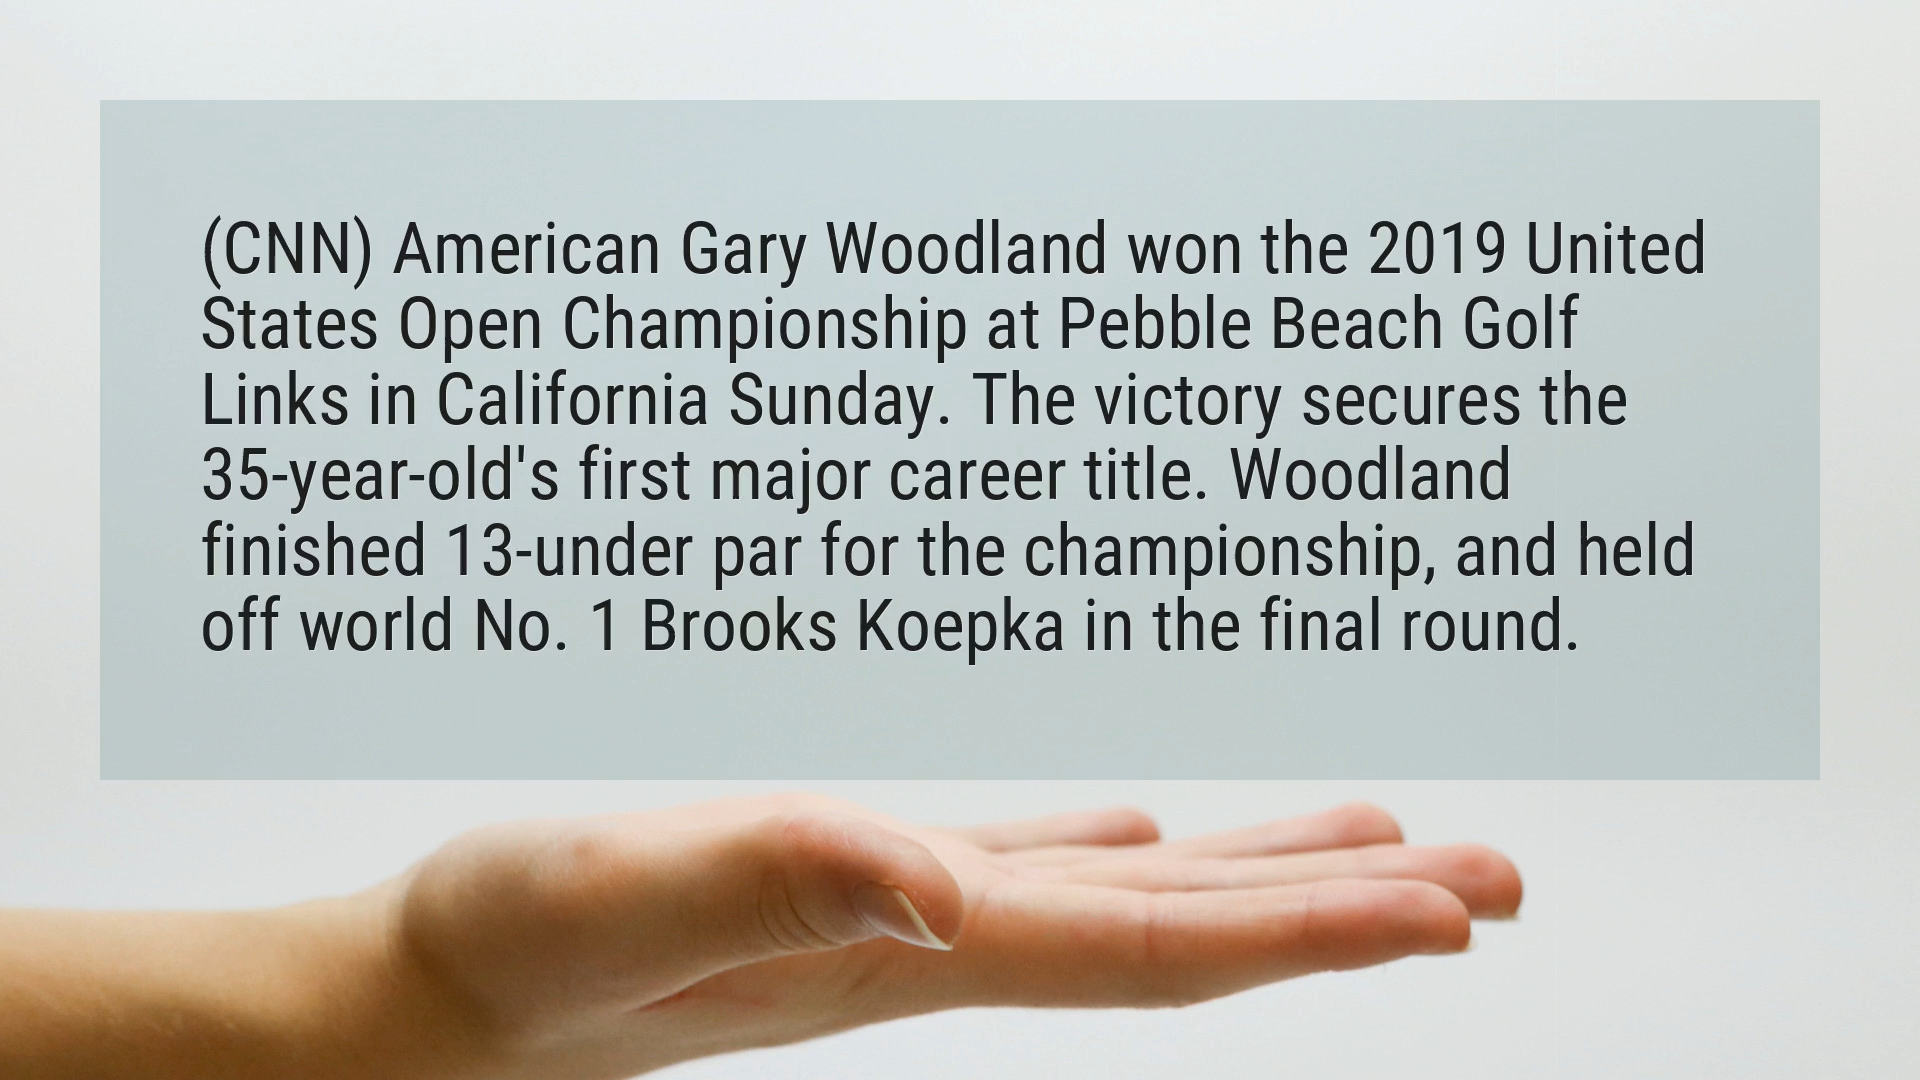 (CNN) American Gary Woodland won the 2019 United
States Open Championship at Pebble Beach Golf
Links in California Sunday. The victory secures the
35-year-old's first major career title. Woodland
finished 13-under par for the championship, and held
off world No. 1 Brooks Koepka in the final round.